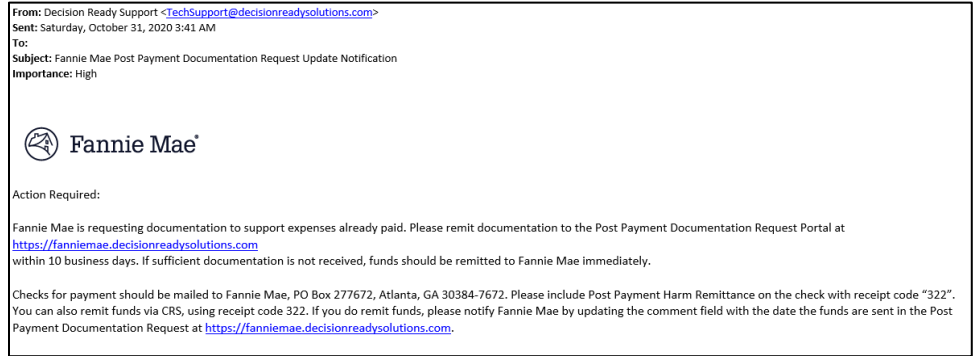 From: Decision Ready Support <TechSupport@decisionreadysolutions.com>
Sent: Saturday, October 31, 2020 3:41 AM
To:
Subject: Fannie Mae Post Payment Documentation Request Update Notification
Importance: High
Fannie Mae®
Action Required:
Fannie Mae is requesting documentation to support expenses already paid. Please remit documentation to the Post Payment Documentation Request Portal at
https://fanniemae.decisionreadysolutions.com
within 10 business days. If sufficient documentation is not received, funds should be remitted to Fannie Mae immediately.
Checks for payment should be mailed to Fannie Mae, PO Box 277672, Atlanta, GA 30384-7672. Please include Post Payment Harm Remittance on the check with receipt code “322”.
You can also remit funds via CRS, using receipt code 322. If you do remit funds, please notify Fannie Mae by updating the comment field with the date the funds are sent in the Post
Payment Documentation Request at https://fanniemae.decisionreadysolutions.com.